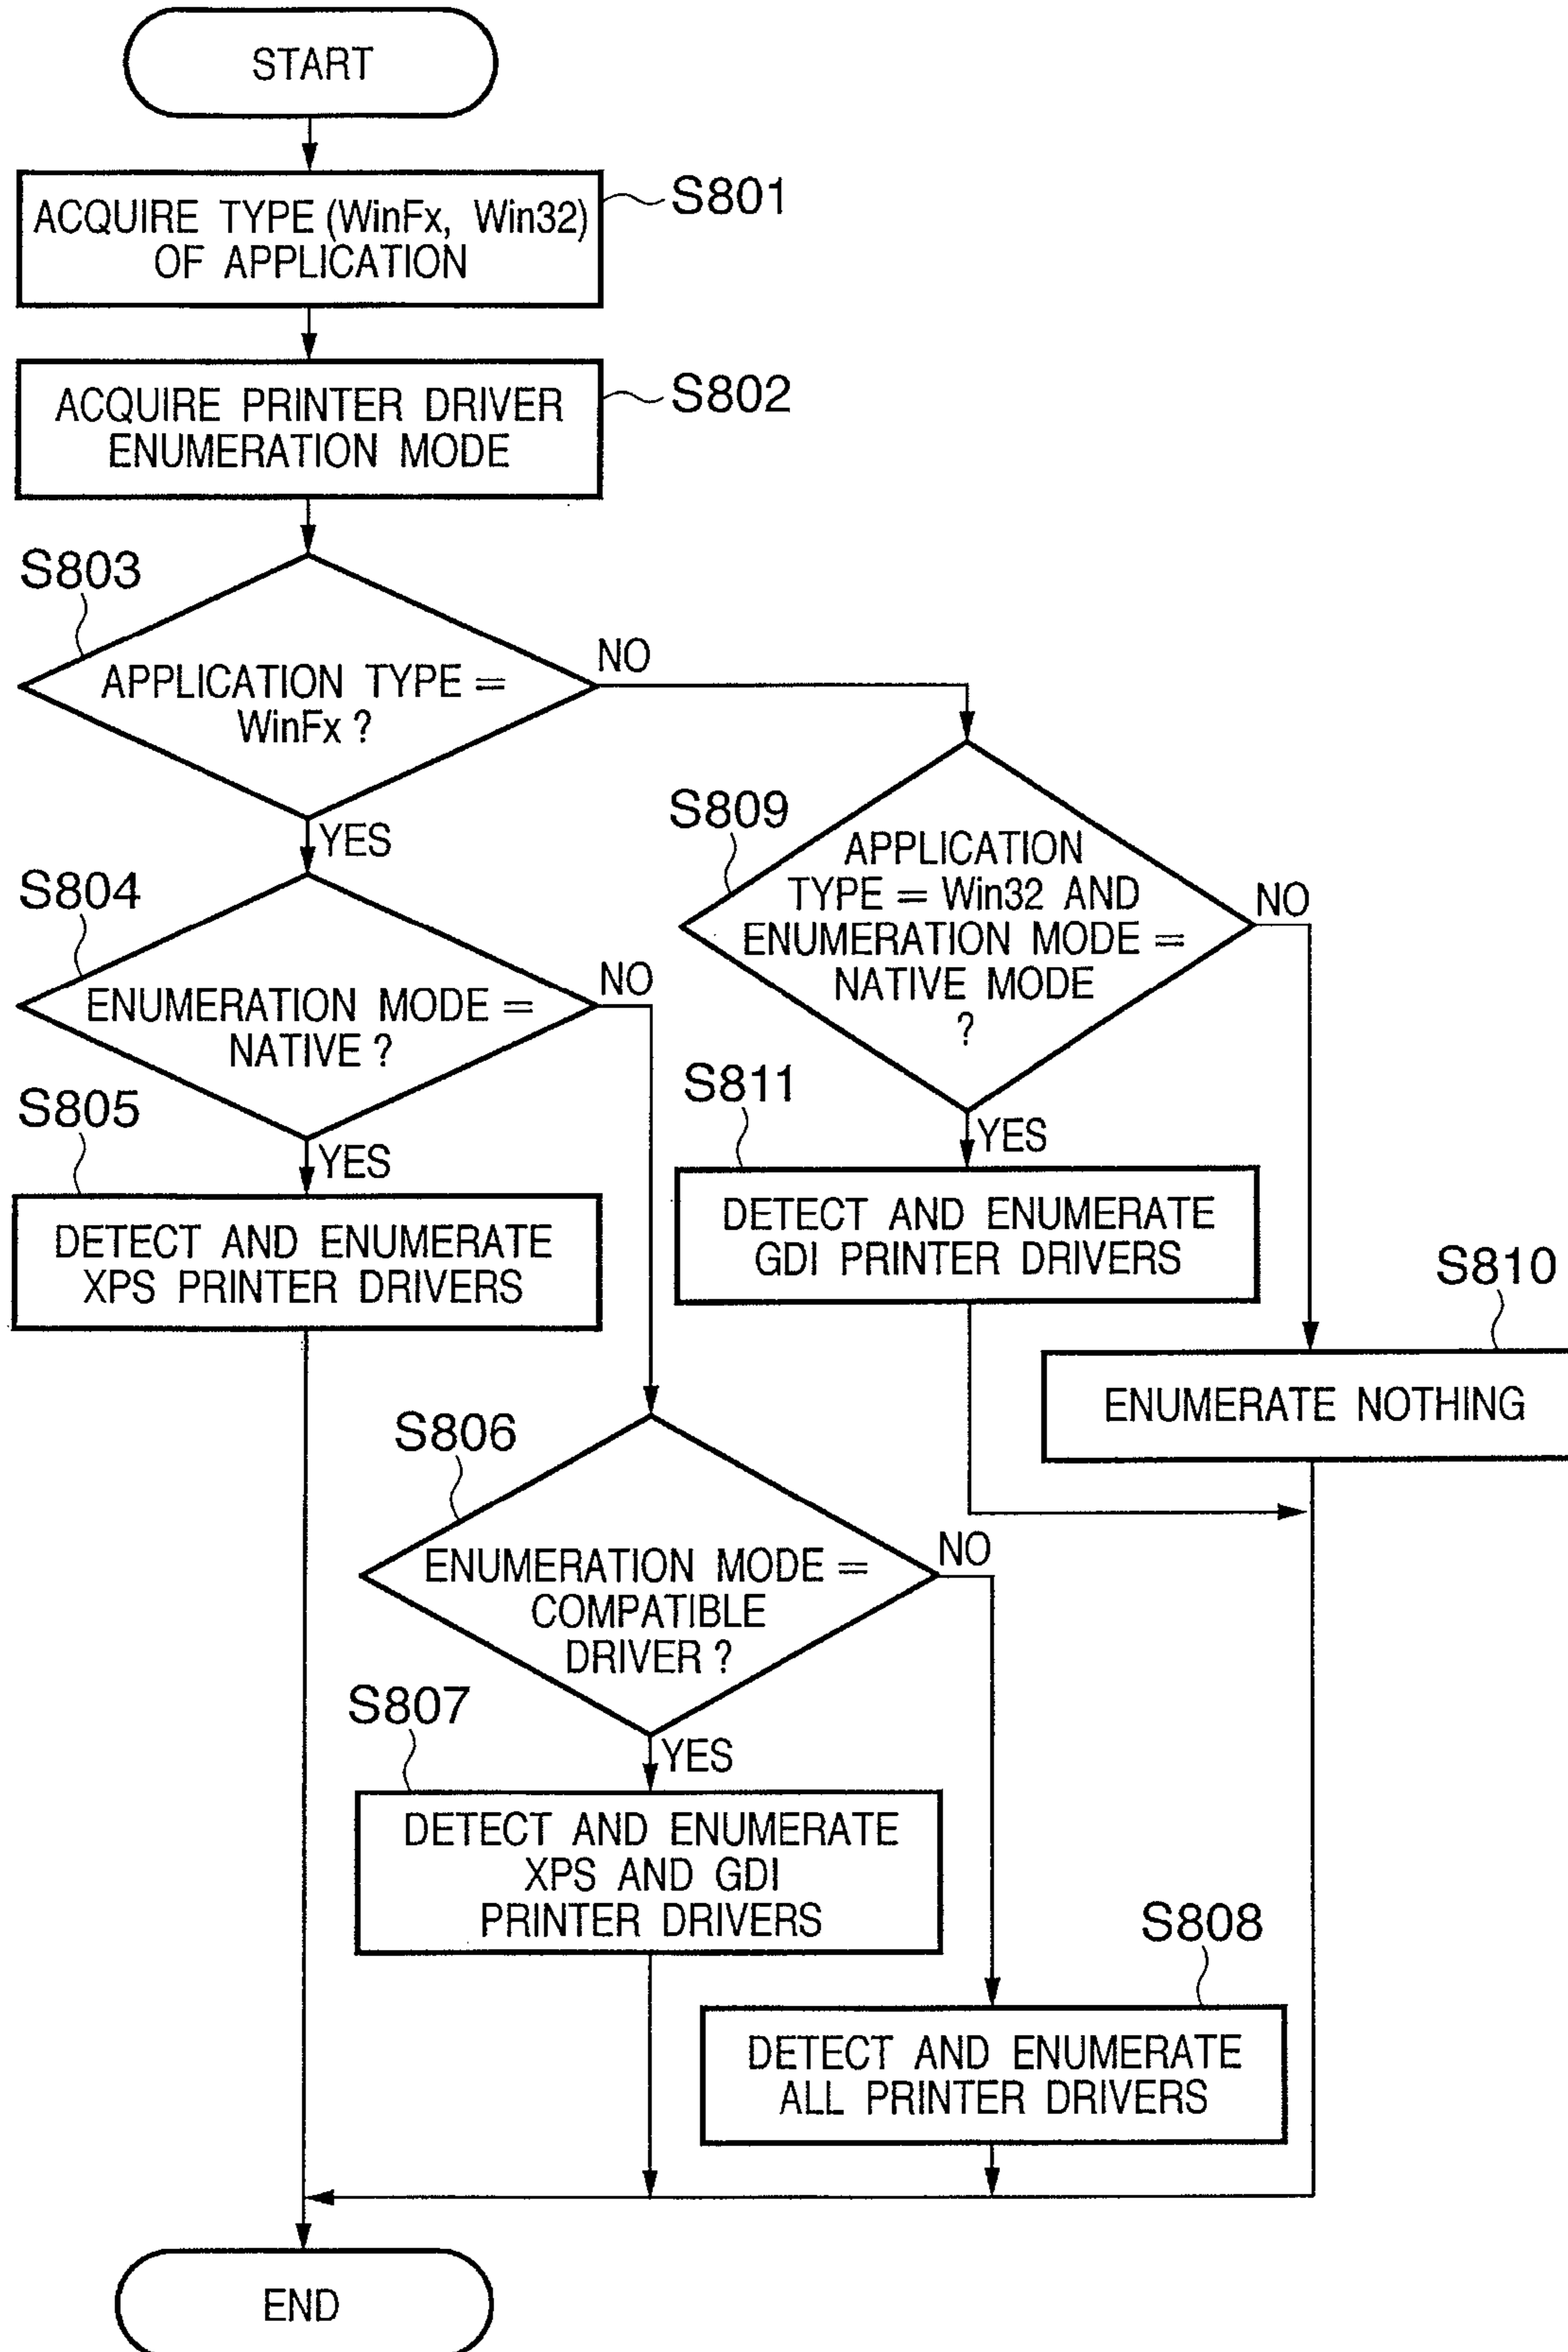 START
ACQUIRE TYPE (WinFx, Win32)
OF APPLICATION
S801
ACQUIRE PRINTER DRIVER
ENUMERATION MODE
S802
S803
APPLICATION TYPE =
WinFx ?
NO
YES
S804
ENUMERATION MODE =
NATIVE ?
NO
YES
S805
DETECT AND ENUMERATE
XPS PRINTER DRIVERS
S809
APPLICATION
TYPE = Win32 AND
ENUMERATION MODE =
NATIVE MODE
?
NO
YES
S811
DETECT AND ENUMERATE
GDI PRINTER DRIVERS
S810
ENUMERATE NOTHING
S806
ENUMERATION MODE =
COMPATIBLE
DRIVER ?
NO
YES
S807
DETECT AND ENUMERATE
XPS AND GDI
PRINTER DRIVERS
S808
DETECT AND ENUMERATE
ALL PRINTER DRIVERS
END